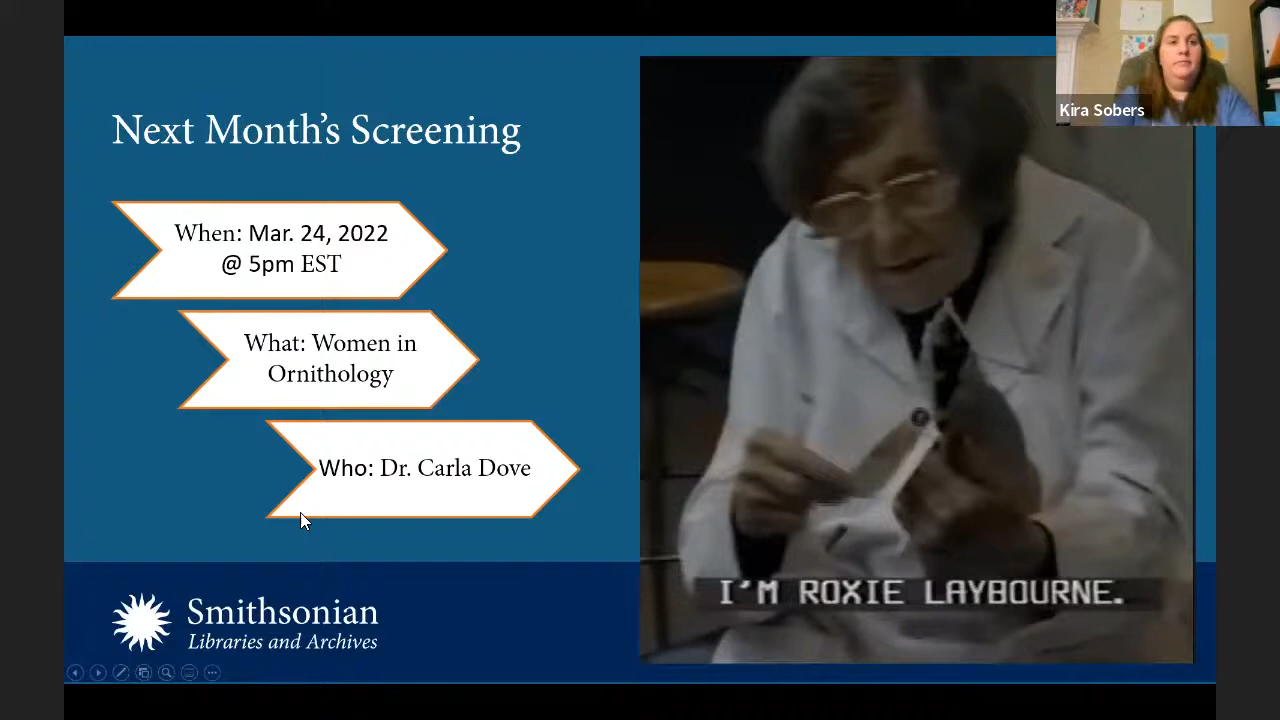 Next Month's Screening
Kira Sobers
When: Mar. 24, 2022
@ 5pm EST
What: Women in
Ornithology
Who: Dr. Carla Dove
I'M ROXIE LAYBOURNE.
Smithsonian
Libraries and Archives